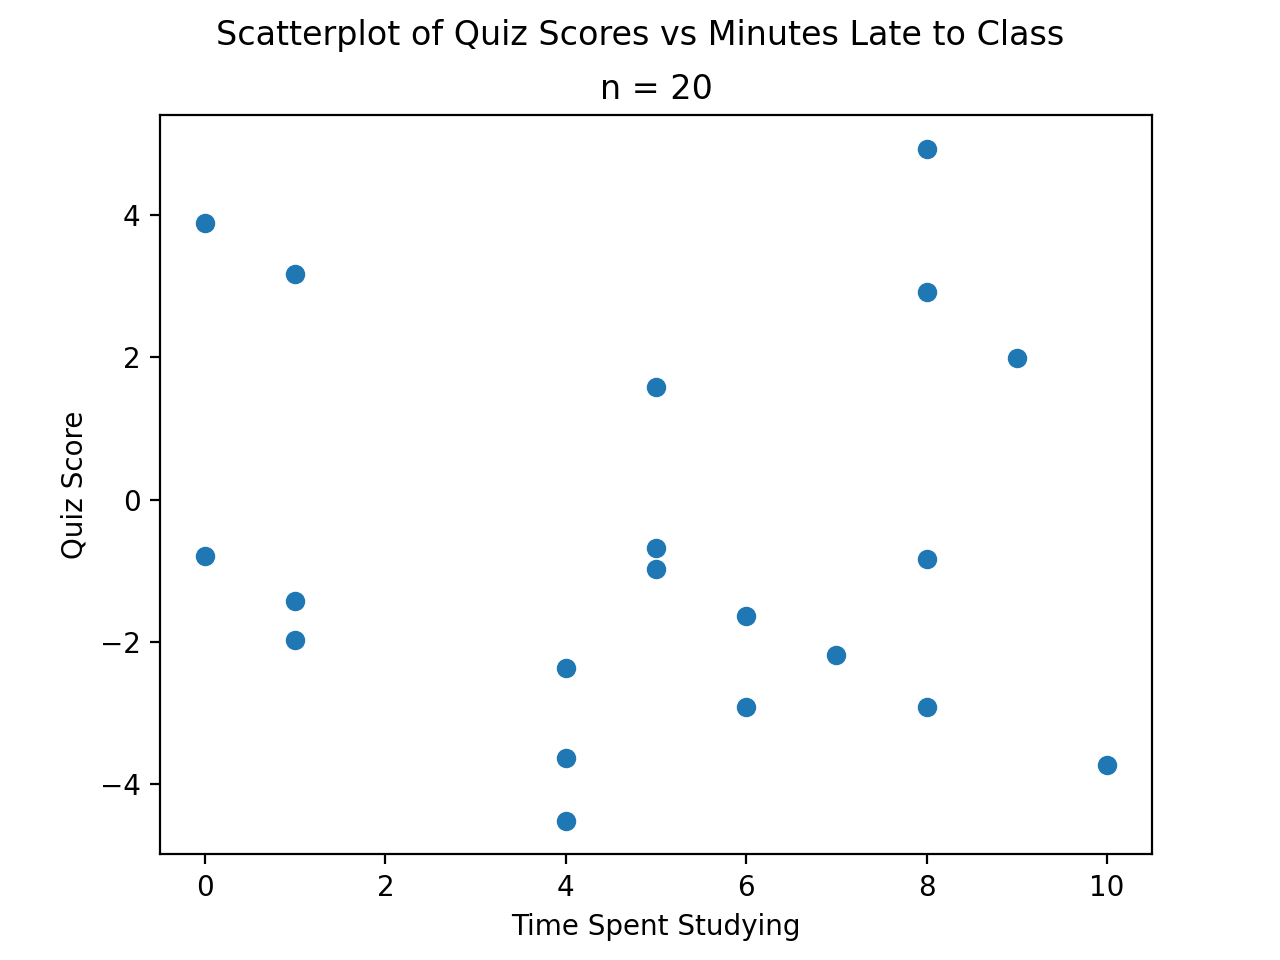 Scatterplot of Quiz Scores vs Minutes Late to Class
n = 20
4
2
0
−2
−4
Quiz Score
0 2 4 6 8 10
Time Spent Studying